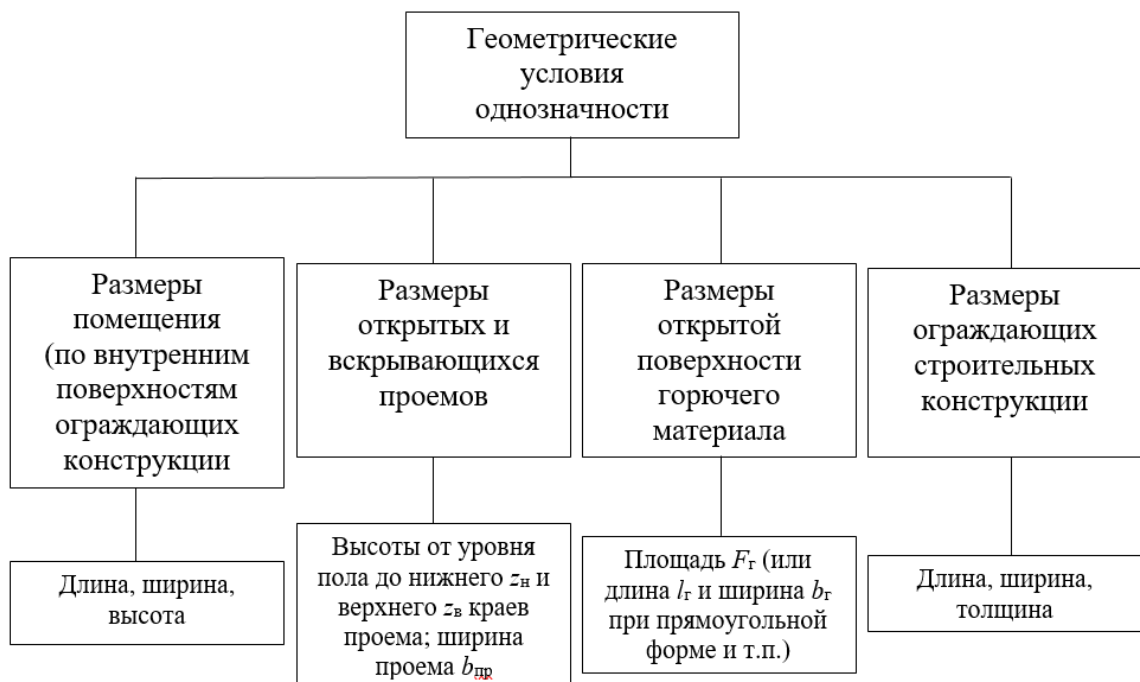 Геометрические
условия
однозначности
Размеры
помещения
(по внутренним
поверхностям
ограждающих
конструкции
Размеры
открытых и
вскрывающихся
проемов
Размеры
открытой
поверхности
горючего
материала
Размеры
ограждающих
строительных
конструкции
Длина, ширина,
высота
Высоты от уровня
пола до нижнего zн и
верхнего zв краев
проема; ширина
проема bпр
Площадь Fг (или
длина lг и ширина bг
при прямоугольной
форме и т.п.)
Длина, ширина,
толщина